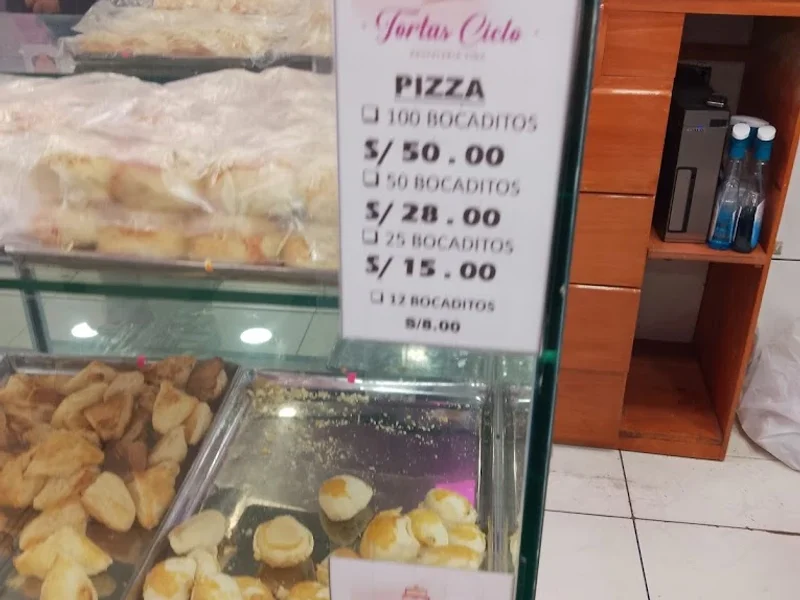 Tortas Cielo
PIZZA
❏ 100 BOCADITOS
S/ 50.00
❏ 50 BOCADITOS
S/ 28.00
❏ 25 BOCADITOS
S/ 15.00
❏ 12 BOCADITOS
S/8.00